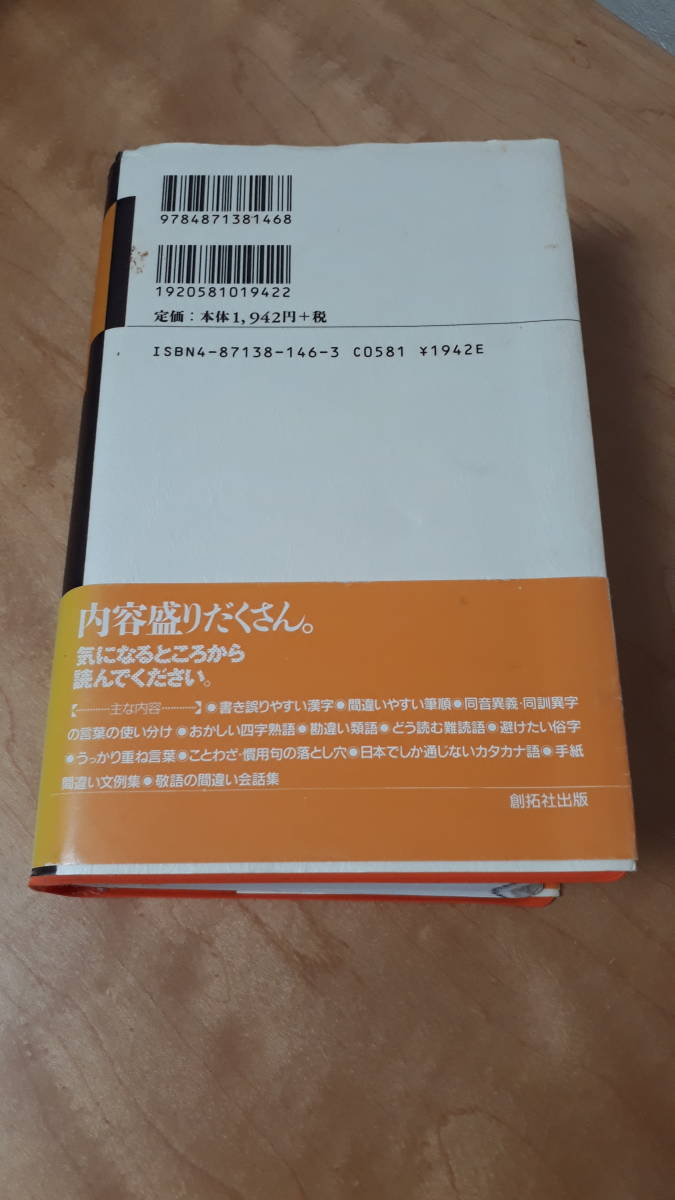 9784871381468
1920581019422
定価：本体1,942円＋税
ISBN4-87138-146-3 C0581 ¥1942E
内容盛りだくさん。
気になるところから
読んでください。
【………主な内容………】●書き誤りやすい漢字●間違いやすい筆順●同音異義・同訓異字
の言葉の使い分け●おかしい四字熟語●勘違い類語●どう読む難読語●避けたい俗字
●うっかり重ね言葉●ことわざ・慣用句の落とし穴●日本でしか通じないカタカナ語●手紙
間違い文例集●敬語の間違い会話集
創拓社出版